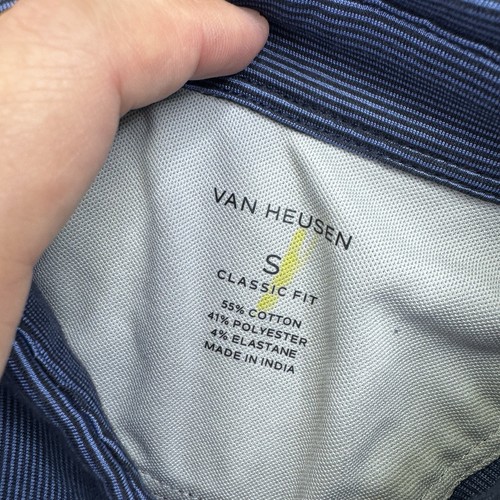 VAN HEUSEN
S
CLASSIC FIT
55% COTTON
41% POLYESTER
4% ELASTANE
MADE IN INDIA